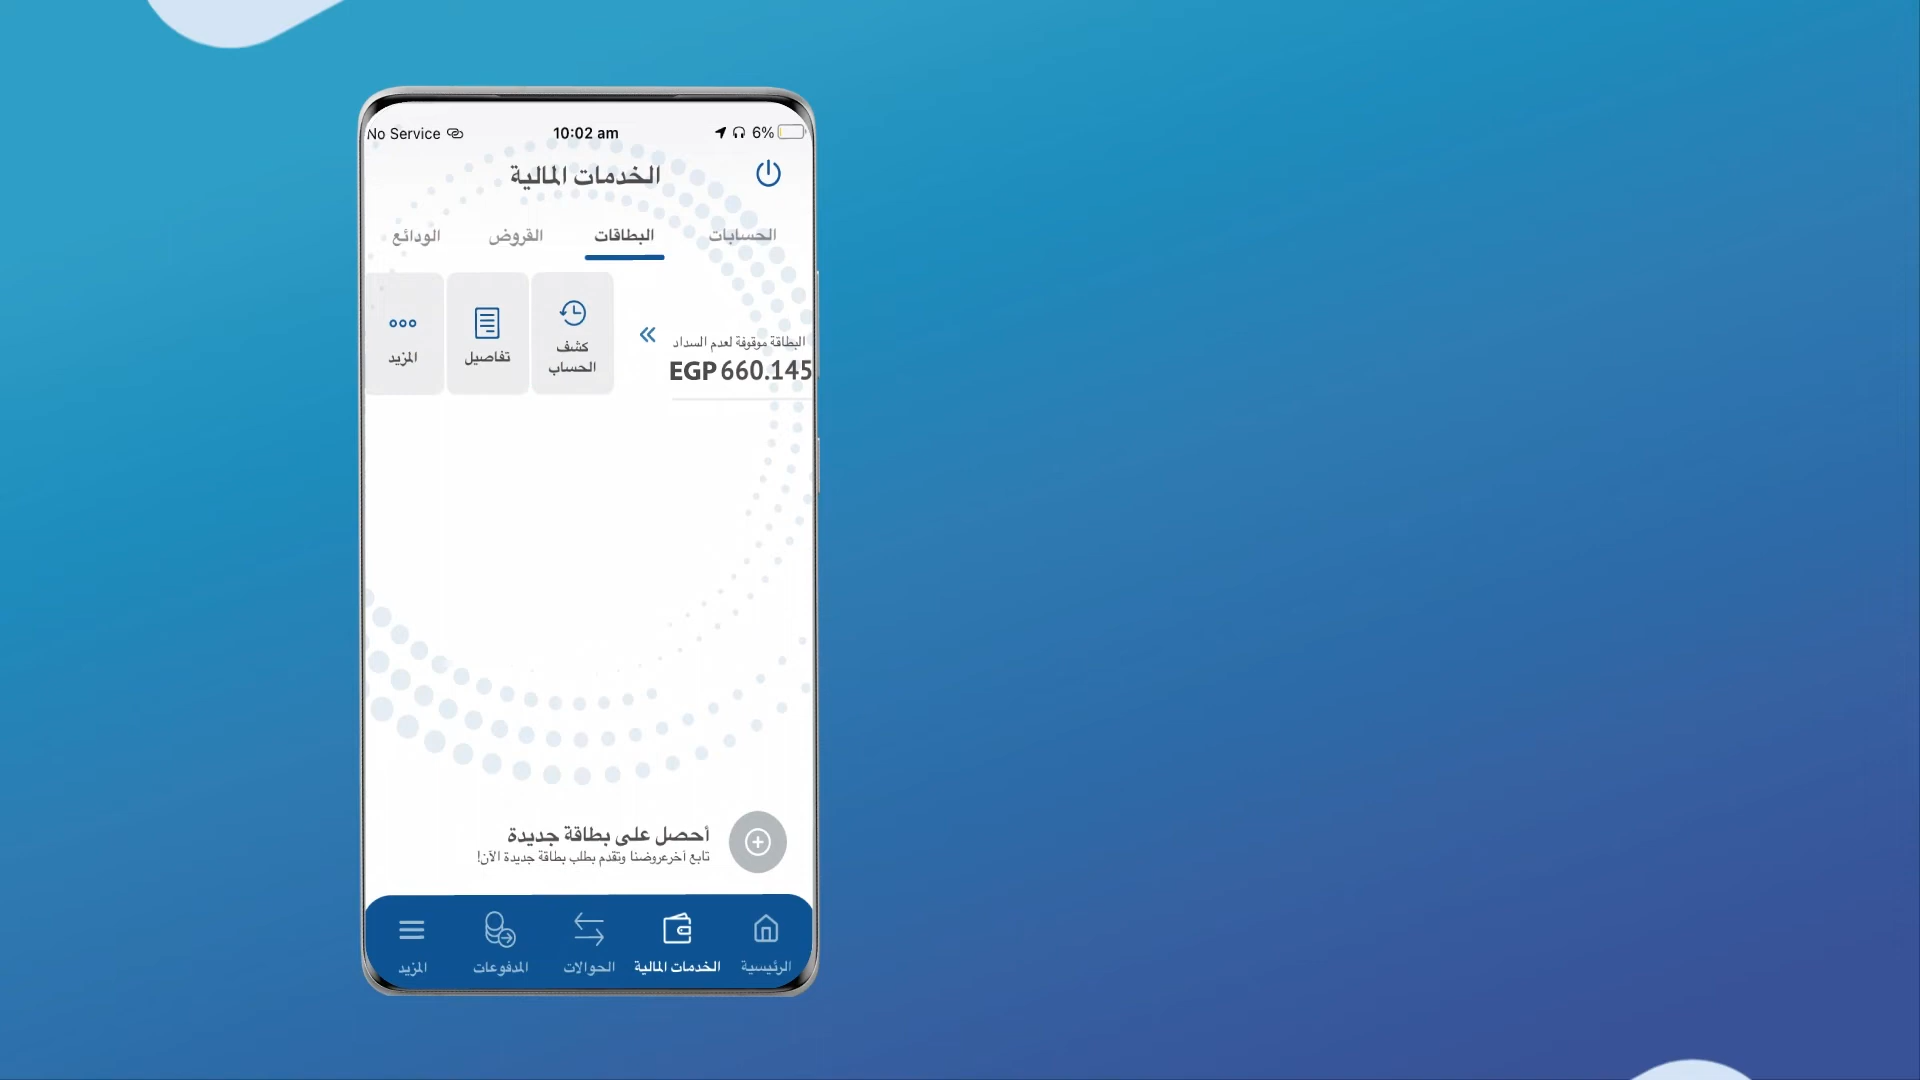 No Service 10:02 am 6%
الخدمات المالية
الحسابات البطاقات القروض الودائع
البطاقة موقوفة لعدم السداد
EGP 660.145
كشف الحساب
تفاصيل
المزيد
أحصل على بطاقة جديدة
تابع آخرعروضنا وتقدم بطلب بطاقة جديدة الآن!
الرئيسية الخدمات المالية الحوالات المدفوعات المزيد